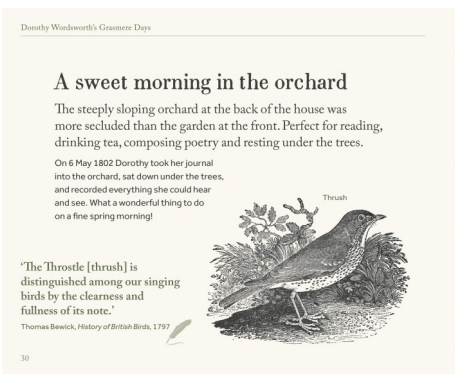 Dorothy Wordsworth's Grasmere Days
A sweet morning in the orchard
The steeply sloping orchard at the back of the house was
more secluded than the garden at the front. Perfect for reading,
drinking tea, composing poetry and resting under the trees.
On 6 May 1802 Dorothy took her journal
into the orchard, sat down under the trees,
and recorded everything she could hear
and see. What a wonderful thing to do
on a fine spring morning!
Thrush
'The Throstle [thrush] is
distinguished among our singing
birds by the clearness and
fullness of its note.'
Thomas Bewick, History of British Birds, 1797
30